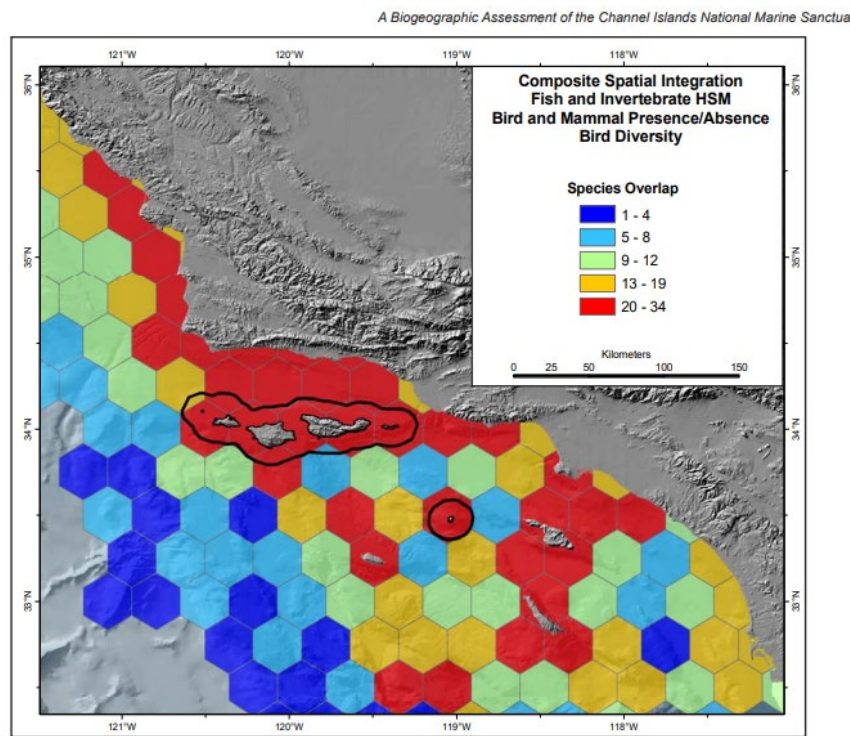 A Biogeographic Assessment of the Channel Islands National Marine Sanctua
121°W 120°W 119°W 118°W
Composite Spatial Integration
Fish and Invertebrate HSM
Bird and Mammal Presence/Absence
Bird Diversity
Species Overlap
1 - 4
5 - 8
9 - 12
13 - 19
20 - 34
Kilometers
0 25 50 100 150
36°N
35°N
34°N
33°N
36°N
35°N
34°N
33°N
121°W 120°W 119°W 118°W